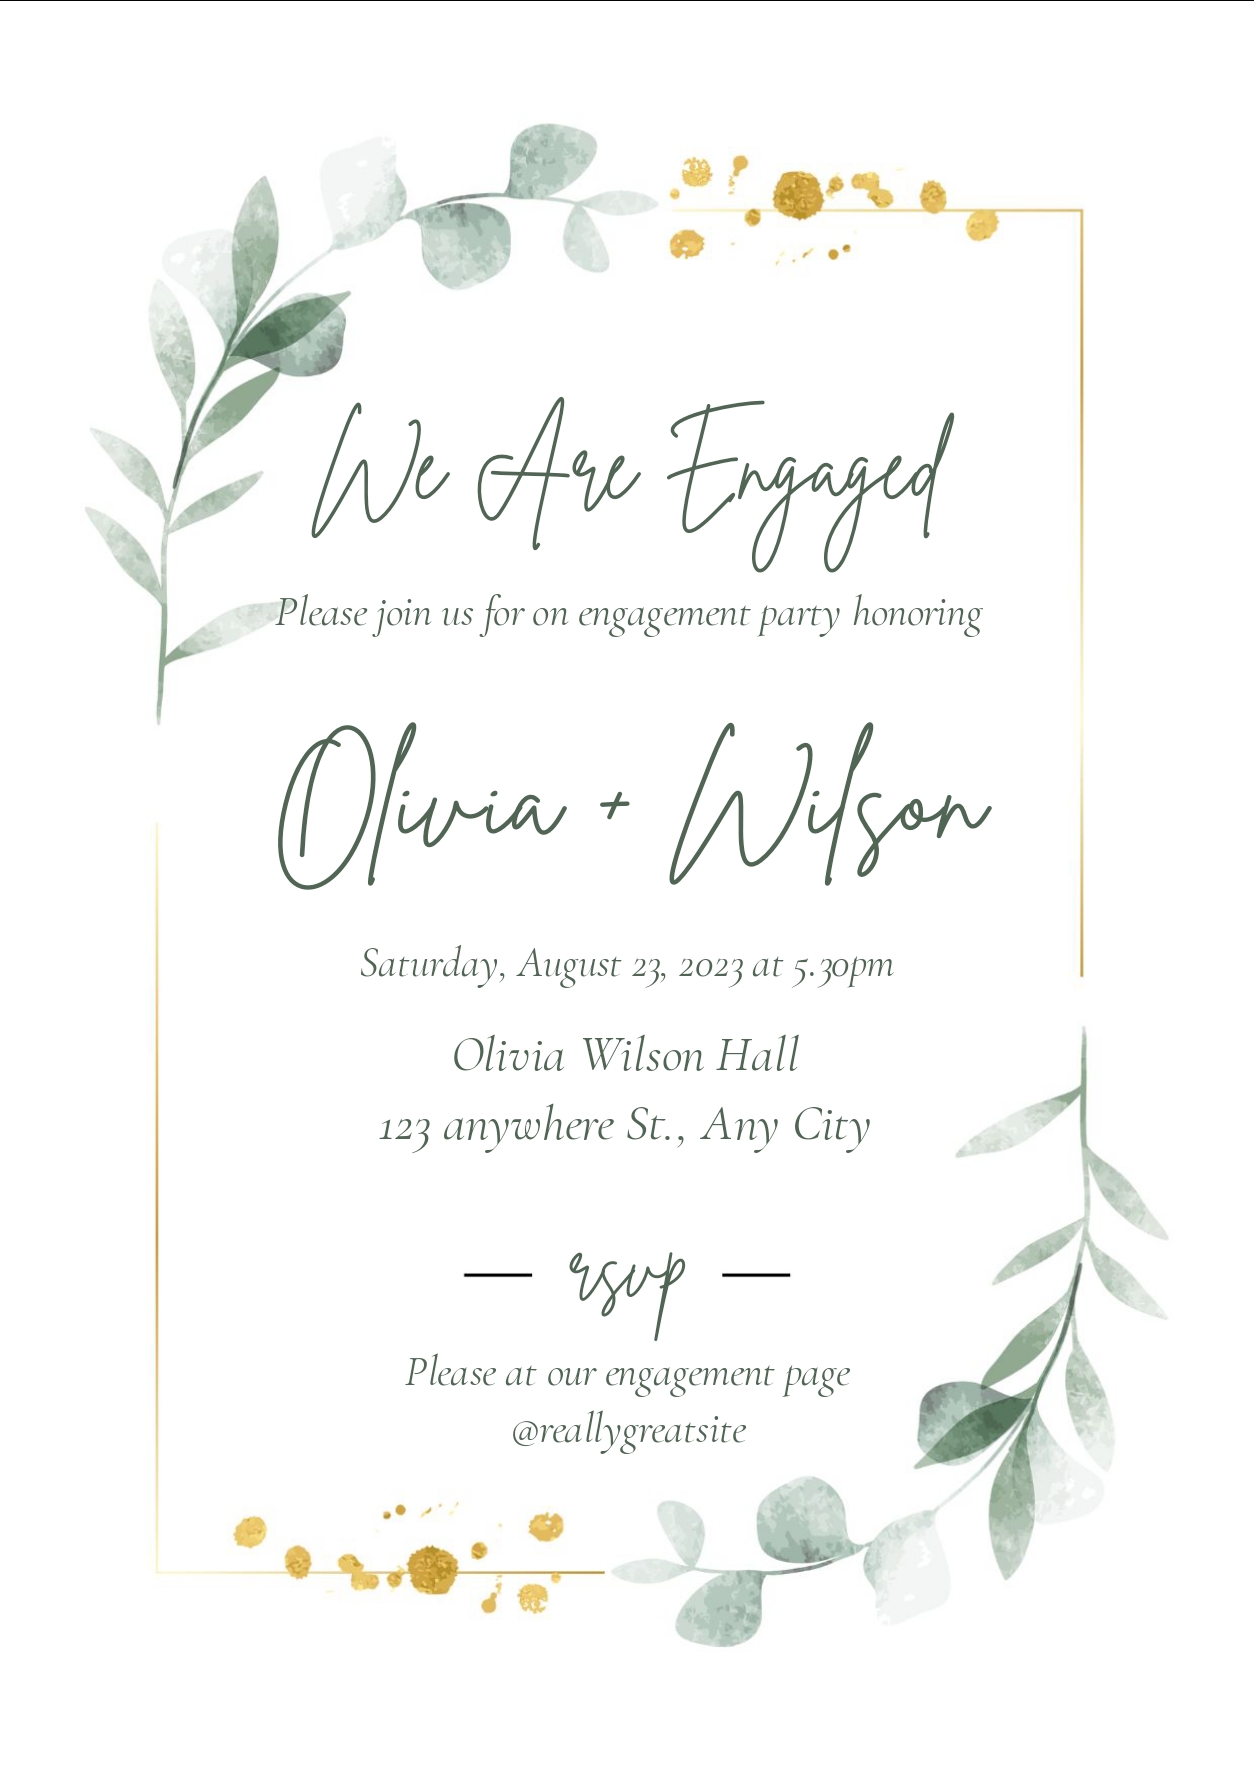 We Are Engaged
Please join us for on engagement party honoring
Olivia + Wilson
Saturday, August 23, 2023 at 5.30pm
Olivia Wilson Hall
123 anywhere St., Any City
rsvp
Please at our engagement page
@reallygreatsite